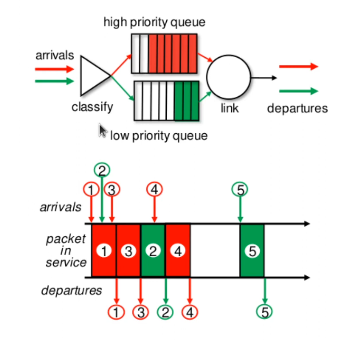 high priority queue
arrivals
classify
link
departures
low priority queue
2
1 3 4 5
arrivals
packet
in
service
1 3 2 4 5
departures
1 3 2 4 5